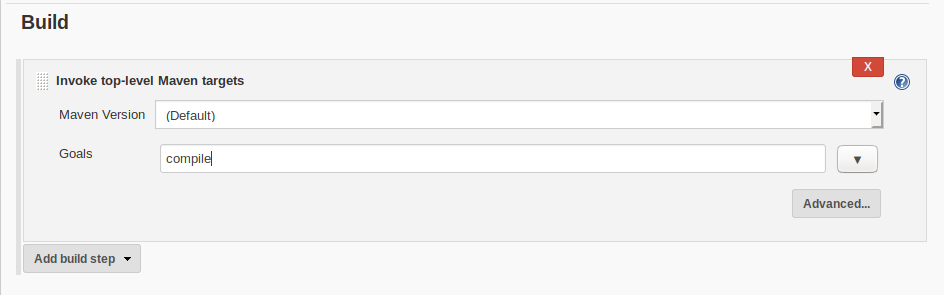 Build
X
Invoke top-level Maven targets
?
Maven Version (Default)
Goals compile
Advanced...
Add build step